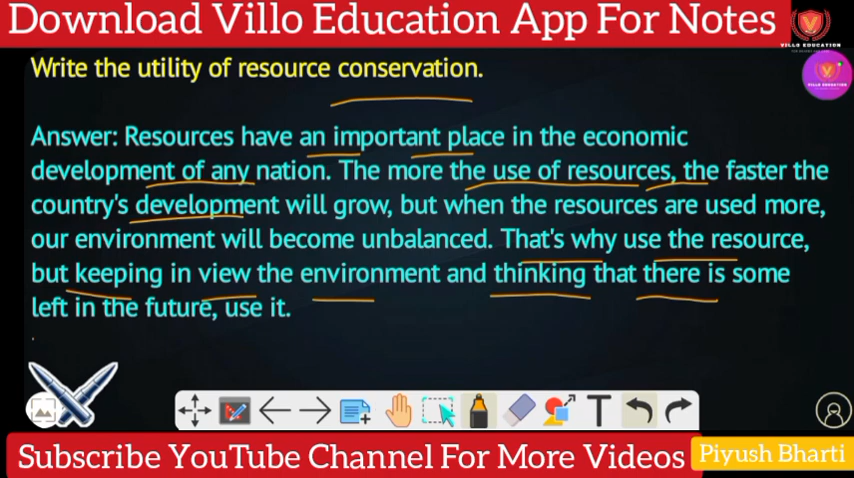 Download Villo Education App For Notes
VILLO EDUCATION
Write the utility of resource conservation.
VILLO EDUCATION
Answer: Resources have an important place in the economic
development of any nation. The more the use of resources, the faster the
country's development will grow, but when the resources are used more,
our environment will become unbalanced. That's why use the resource,
but keeping in view the environment and thinking that there is some
left in the future, use it.
T
Subscribe YouTube Channel For More Videos
Piyush Bharti